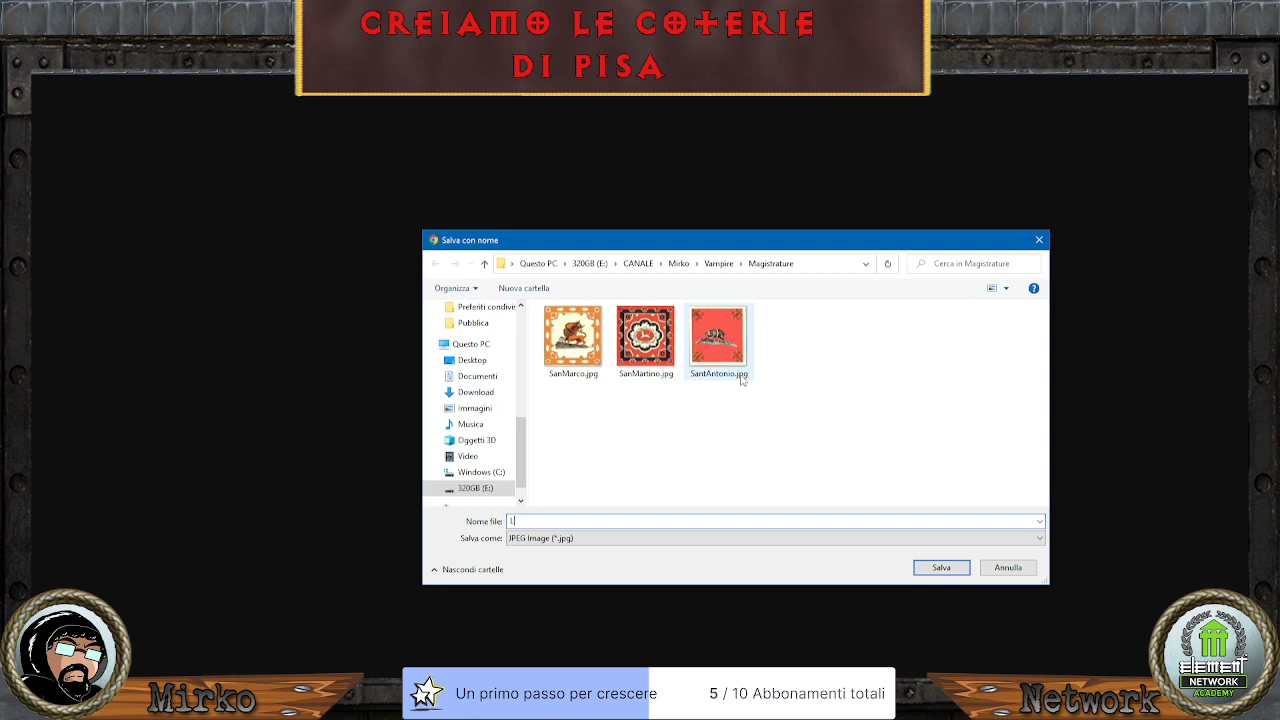 CREIAMO LE COTERIE
DI PISA
Salva con nome
Questo PC > 320GB (E:) > CANALE > Mirko > Vampire > Magistrature
Cerca in Magistrature
Organizza
Nuova cartella
Preferiti condivis
Pubblica
Questo PC
Desktop
Documenti
Download
Immagini
Musica
Oggetti 3D
Video
Windows (C:)
320GB (E:)
SanMarco.jpg
SanMartino.jpg
SantAntonio.jpg
Nome file: L
Salva come: JPEG Image (*.jpg)
Nascondi cartelle
Salva
Annulla
Mirko
Un primo passo per crescere
5 / 10 Abbonamenti totali
Network
element
NETWORK
ACADEMY